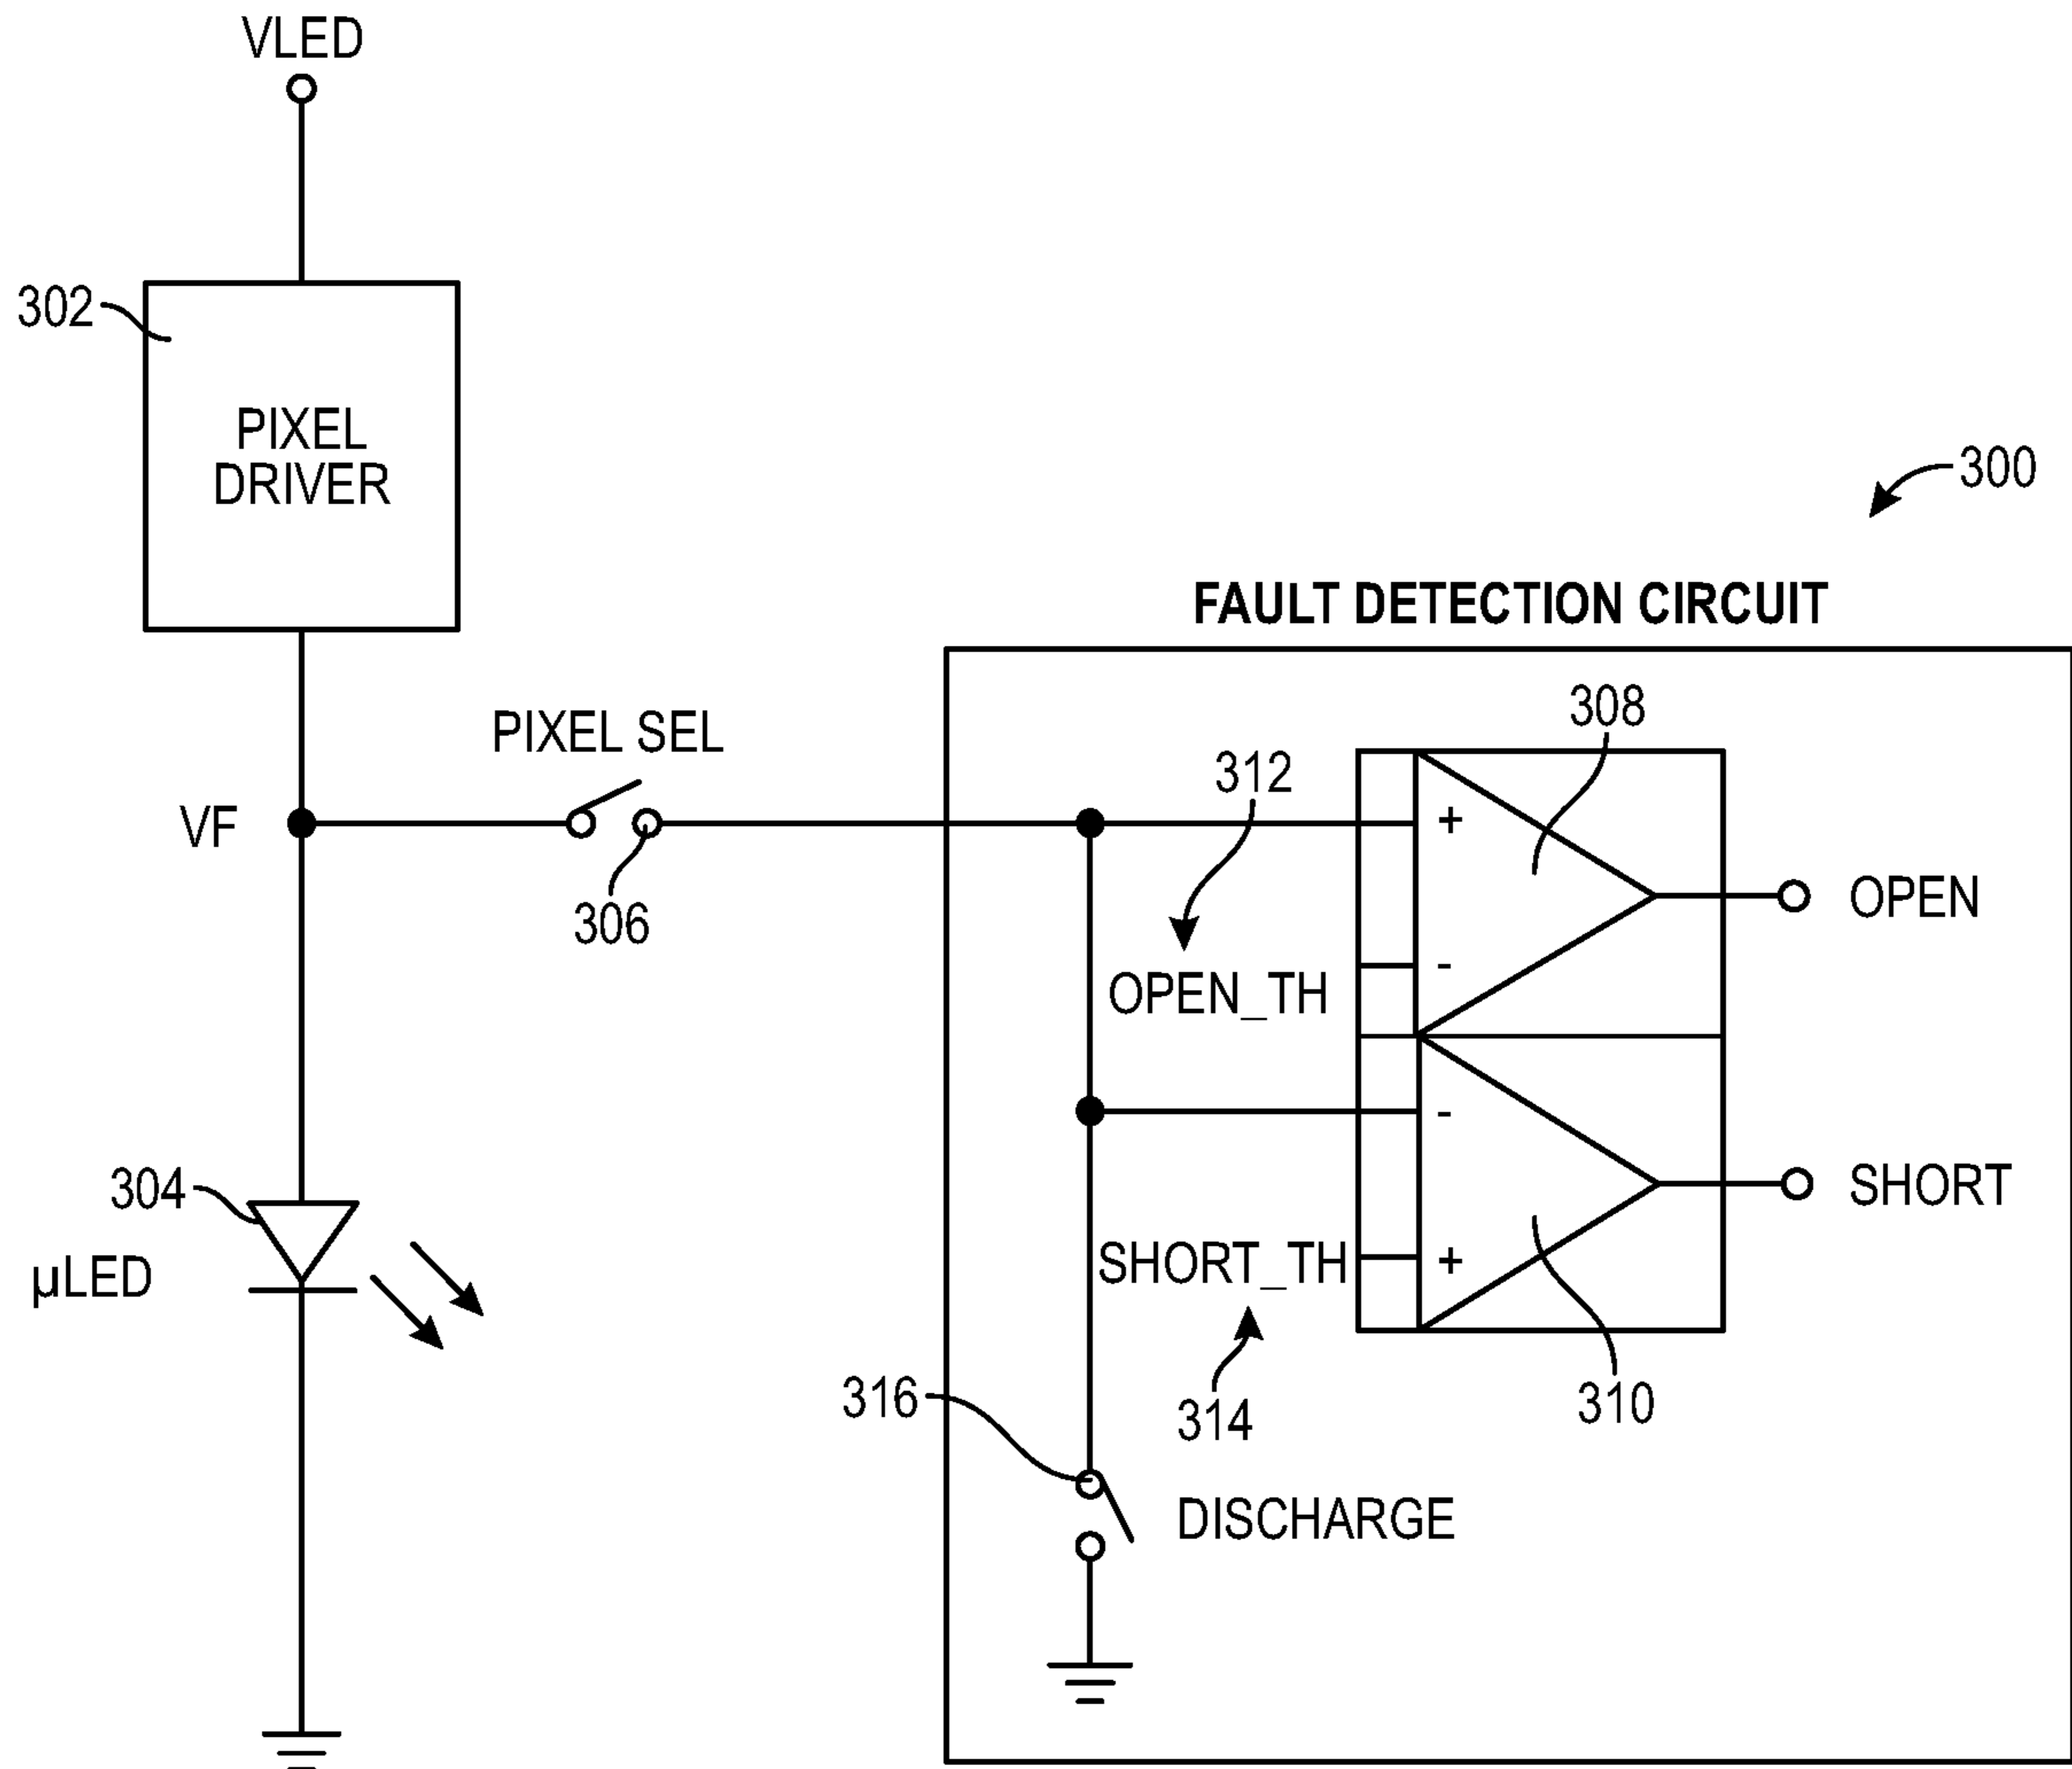 VLED
302
PIXEL
DRIVER
300
FAULT DETECTION CIRCUIT
308
PIXEL SEL
312
VF
+
306
OPEN
-
OPEN_TH
-
304
SHORT
µLED
SHORT_TH
+
316
314
310
DISCHARGE